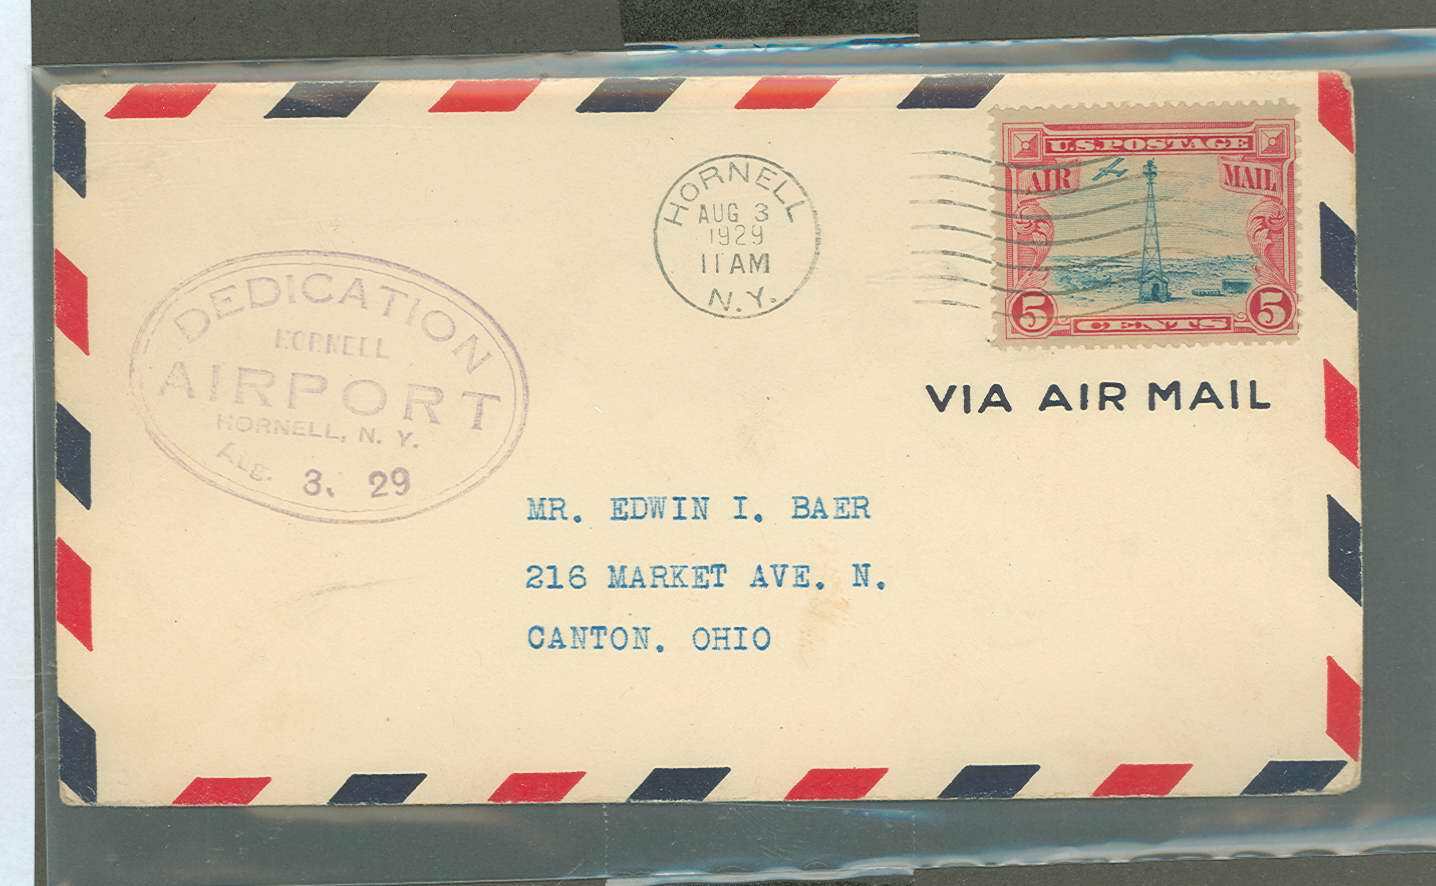 U.S. POSTAGE
AIR MAIL
5 CENTS 5
HORNELL
AUG 3
1929
11 AM
N.Y.
VIA AIR MAIL
DEDICATION
HORNELL
AIRPORT
HORNELL, N. Y.
AUG. 3. 29
MR. EDWIN I. BAER
216 MARKET AVE. N.
CANTON. OHIO